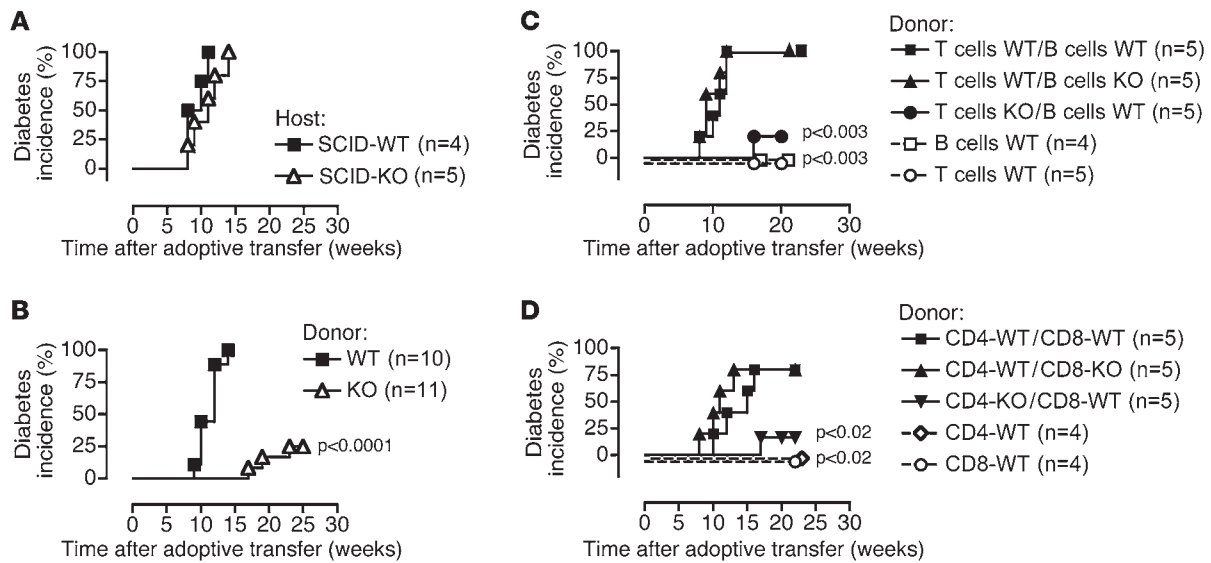 A
Diabetes
incidence (%)
100
75
50
25
0
Host:
SCID-WT (n=4)
SCID-KO (n=5)
0 5 10 15 20 25 30
Time after adoptive transfer (weeks)
B
Diabetes
incidence (%)
100
75
50
25
0
Donor:
WT (n=10)
KO (n=11)
p<0.0001
0 5 10 15 20 25 30
Time after adoptive transfer (weeks)
C
Diabetes
incidence (%)
100
75
50
25
0
p<0.003
p<0.003
0 10 20 30
Time after adoptive transfer (weeks)
Donor:
T cells WT/B cells WT (n=5)
T cells WT/B cells KO (n=5)
T cells KO/B cells WT (n=5)
B cells WT (n=4)
T cells WT (n=5)
D
Diabetes
incidence (%)
100
75
50
25
0
p<0.02
p<0.02
0 5 10 15 20 25 30
Time after adoptive transfer (weeks)
Donor:
CD4-WT/CD8-WT (n=5)
CD4-WT/CD8-KO (n=5)
CD4-KO/CD8-WT (n=5)
CD4-WT (n=4)
CD8-WT (n=4)